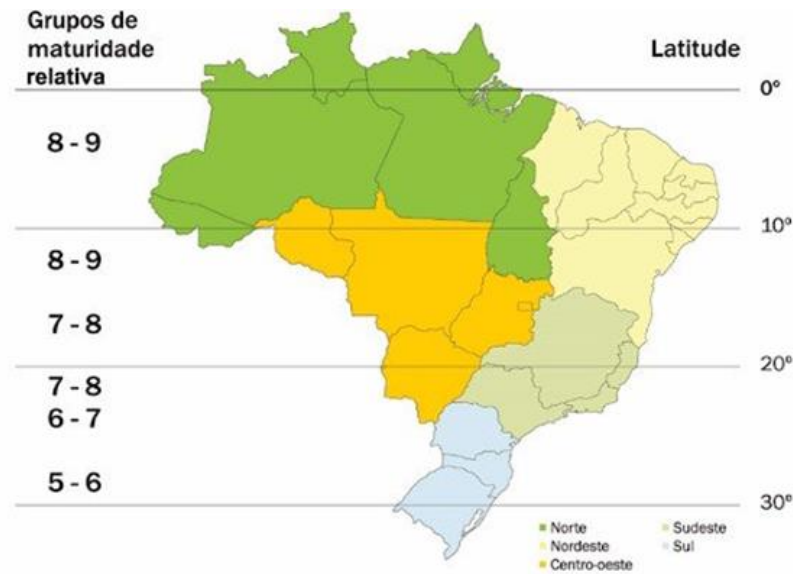 Grupos de
maturidade
relativa
Latitude
0º
8 - 9
10º
8 - 9
7 - 8
20º
7 - 8
6 - 7
5 - 6
30º
Norte
Sudeste
Nordeste
Sul
Centro-oeste